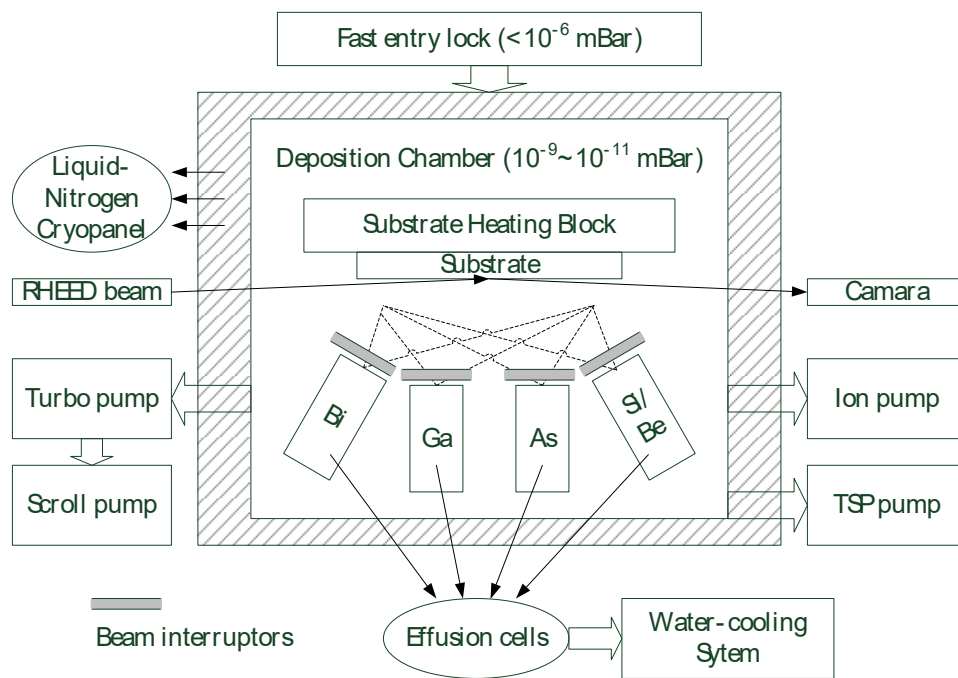 Fast entry lock (<10⁻⁶ mBar)
Deposition Chamber (10⁻⁹~10⁻¹¹ mBar)
Liquid-
Nitrogen
Cryopanel
Substrate Heating Block
Substrate
RHEED beam
Camara
Turbo pump
Ion pump
Bi
Ga
As
Si/
Be
Scroll pump
TSP pump
Beam interruptors
Effusion cells
Water-cooling
Sytem